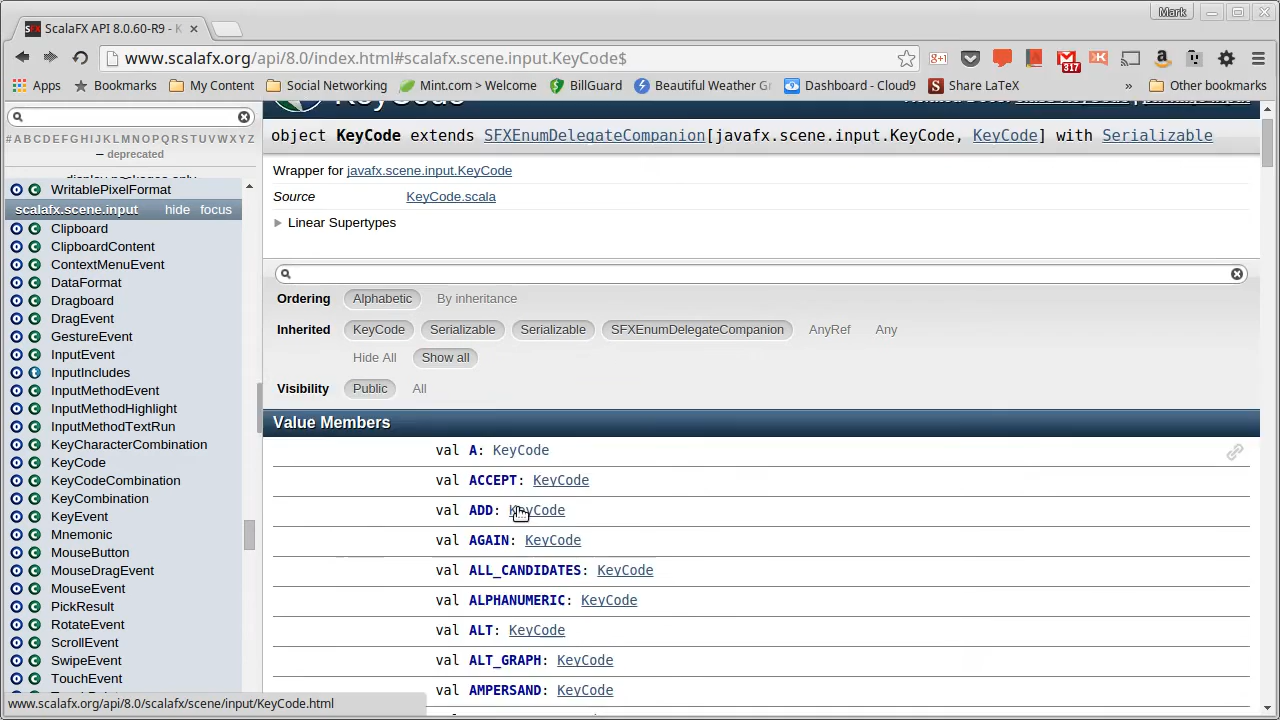 Mark
ScalaFX API 8.0.60-R9 - K
www.scalafx.org/api/8.0/index.html#scalafx.scene.input.KeyCode$
317
Apps
Bookmarks
My Content
Social Networking
Mint.com > Welcome
BillGuard
Beautiful Weather Gr
Dashboard - Cloud9
Share LaTeX
»
Other bookmarks
#ABCDEFGHIJKLMNOPQRSTUVWXYZ
– deprecated
display packages only
WritablePixelFormat
scalafx.scene.input hide focus
Clipboard
ClipboardContent
ContextMenuEvent
DataFormat
Dragboard
DragEvent
GestureEvent
InputEvent
InputIncludes
InputMethodEvent
InputMethodHighlight
InputMethodTextRun
KeyCharacterCombination
KeyCode
KeyCodeCombination
KeyCombination
KeyEvent
Mnemonic
MouseButton
MouseDragEvent
MouseEvent
PickResult
RotateEvent
ScrollEvent
SwipeEvent
TouchEvent
www.scalafx.org/api/8.0/scalafx/scene/input/KeyCode.html
KeyCode
object KeyCode extends SFXEnumDelegateCompanion[javafx.scene.input.KeyCode, KeyCode] with Serializable
Wrapper for javafx.scene.input.KeyCode
Source KeyCode.scala
Linear Supertypes
Ordering Alphabetic By inheritance
Inherited KeyCode Serializable Serializable SFXEnumDelegateCompanion AnyRef Any
Hide All Show all
Visibility Public All
Value Members
val A: KeyCode
val ACCEPT: KeyCode
val ADD: KeyCode
val AGAIN: KeyCode
val ALL_CANDIDATES: KeyCode
val ALPHANUMERIC: KeyCode
val ALT: KeyCode
val ALT_GRAPH: KeyCode
val AMPERSAND: KeyCode